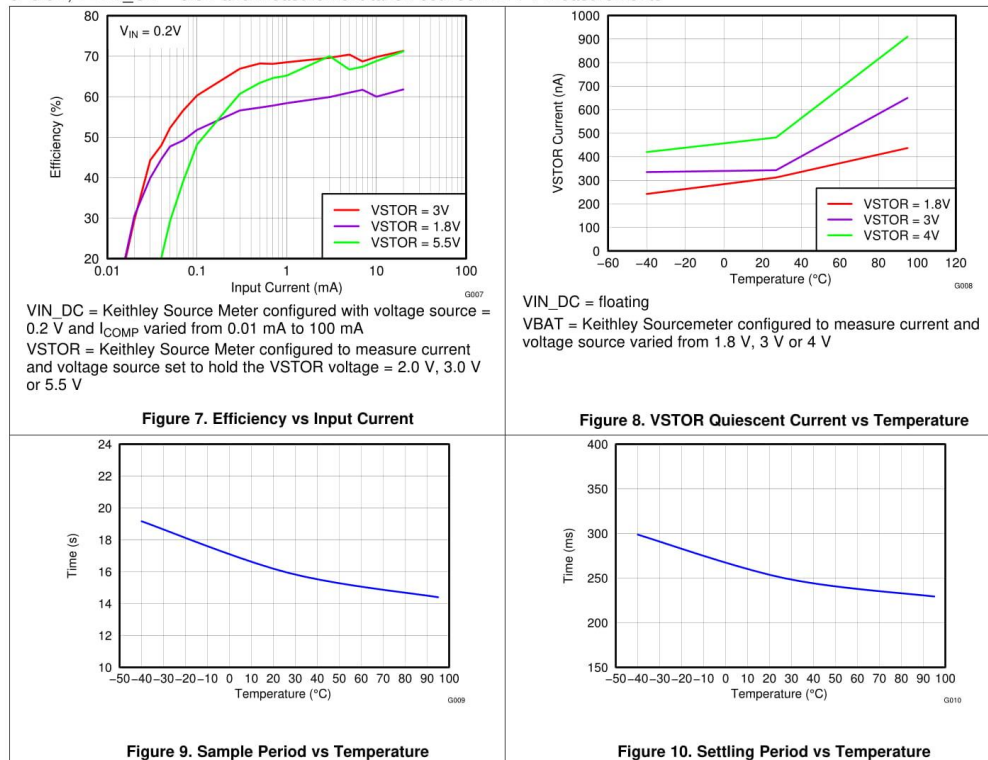 80
70
60
50
40
30
20
Efficiency (%)
V_IN = 0.2V
VSTOR = 3V
VSTOR = 1.8V
VSTOR = 5.5V
0.01 0.1 1 10 100
Input Current (mA)
G007
VIN_DC = Keithley Source Meter configured with voltage source =
0.2 V and I_COMP varied from 0.01 mA to 100 mA
VSTOR = Keithley Source Meter configured to measure current
and voltage source set to hold the VSTOR voltage = 2.0 V, 3.0 V
or 5.5 V
Figure 7. Efficiency vs Input Current
1000
900
800
700
600
500
400
300
200
100
0
VSTOR Current (nA)
VSTOR = 1.8V
VSTOR = 3V
VSTOR = 4V
−60 −40 −20 0 20 40 60 80 100 120
Temperature (°C)
G008
VIN_DC = floating
VBAT = Keithley Sourcemeter configured to measure current and
voltage source varied from 1.8 V, 3 V or 4 V
Figure 8. VSTOR Quiescent Current vs Temperature
24
22
20
18
16
14
12
10
Time (s)
−50 −40 −30 −20 −10 0 10 20 30 40 50 60 70 80 90 100
Temperature (°C)
G009
Figure 9. Sample Period vs Temperature
400
350
300
250
200
150
Time (ms)
−50 −40 −30 −20 −10 0 10 20 30 40 50 60 70 80 90 100
Temperature (°C)
G010
Figure 10. Settling Period vs Temperature